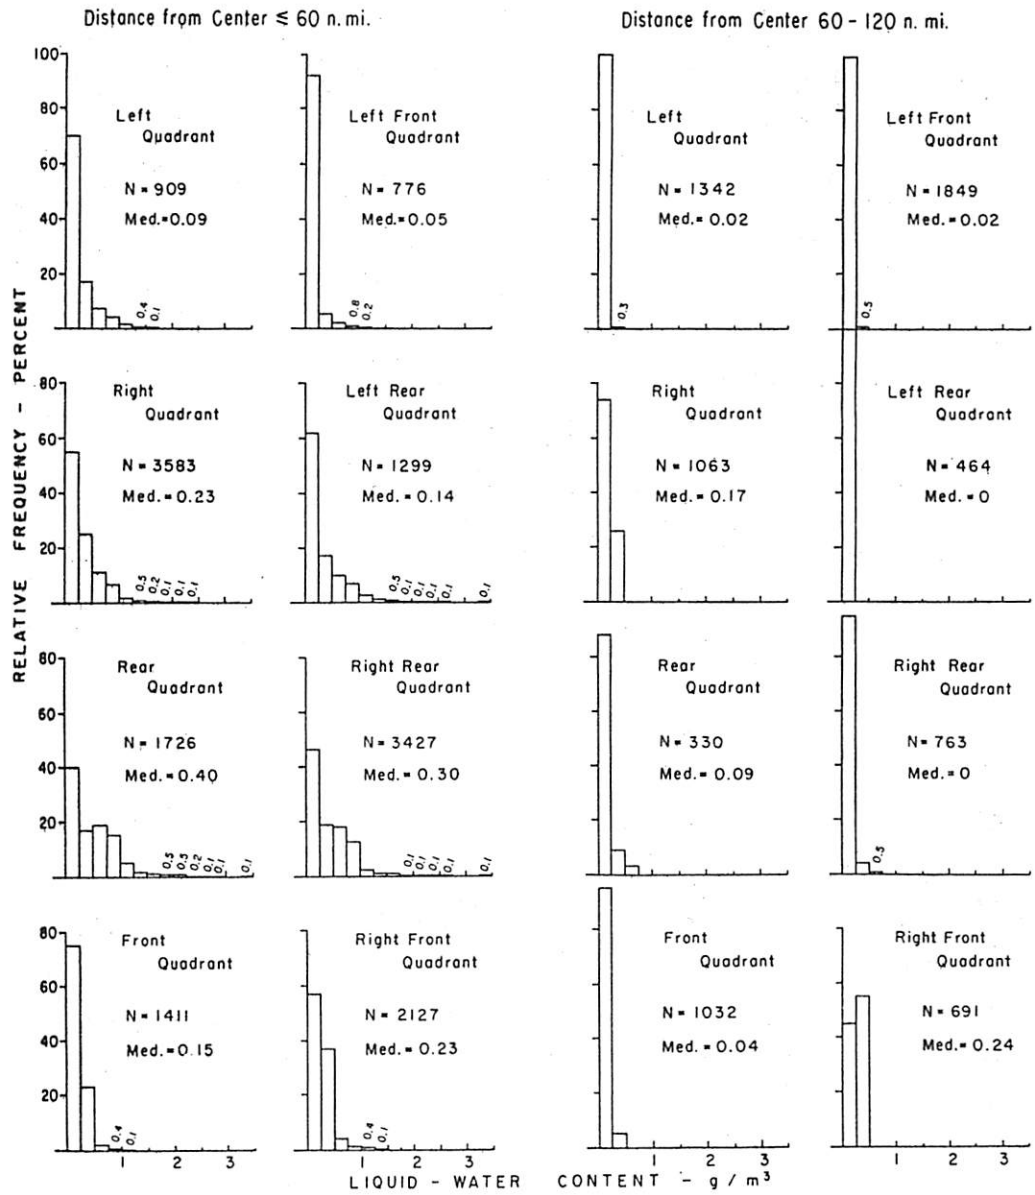 Distance from Center ≤ 60 n. mi.
Distance from Center 60 - 120 n. mi.
RELATIVE FREQUENCY - PERCENT
100
80
60
40
20
Left
Quadrant
N = 909
Med. = 0.09
0.4
0.1
Left Front
Quadrant
N = 776
Med. = 0.05
0.8
0.2
Left
Quadrant
N = 1342
Med. = 0.02
0.3
Left Front
Quadrant
N = 1849
Med. = 0.02
0.5
80
60
40
20
Right
Quadrant
N = 3583
Med. = 0.23
0.5
0.2
0.1
0.1
0.1
Left Rear
Quadrant
N = 1299
Med. = 0.14
0.5
0.1
0.1
0.1
0.1
0.1
Right
Quadrant
N = 1063
Med. = 0.17
Left Rear
Quadrant
N = 464
Med. = 0
80
60
40
20
Rear
Quadrant
N = 1726
Med. = 0.40
0.5
0.3
0.2
0.1
0.1
0.1
Right Rear
Quadrant
N = 3427
Med. = 0.30
0.1
0.1
0.1
0.1
0.1
Rear
Quadrant
N = 330
Med. = 0.09
Right Rear
Quadrant
N = 763
Med. = 0
0.5
80
60
40
20
Front
Quadrant
N = 1411
Med. = 0.15
0.4
0.1
Right Front
Quadrant
N = 2127
Med. = 0.23
0.4
0.1
Front
Quadrant
N = 1032
Med. = 0.04
Right Front
Quadrant
N = 691
Med. = 0.24
1 2 3
1 2 3
1 2 3
1 2 3
LIQUID - WATER CONTENT - g / m³